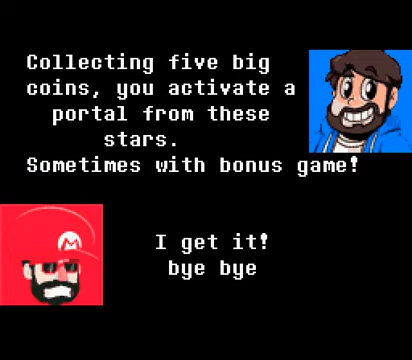 Collecting five big
coins, you activate a
portal from these
stars.
Sometimes with bonus game!
M
I get it!
bye bye